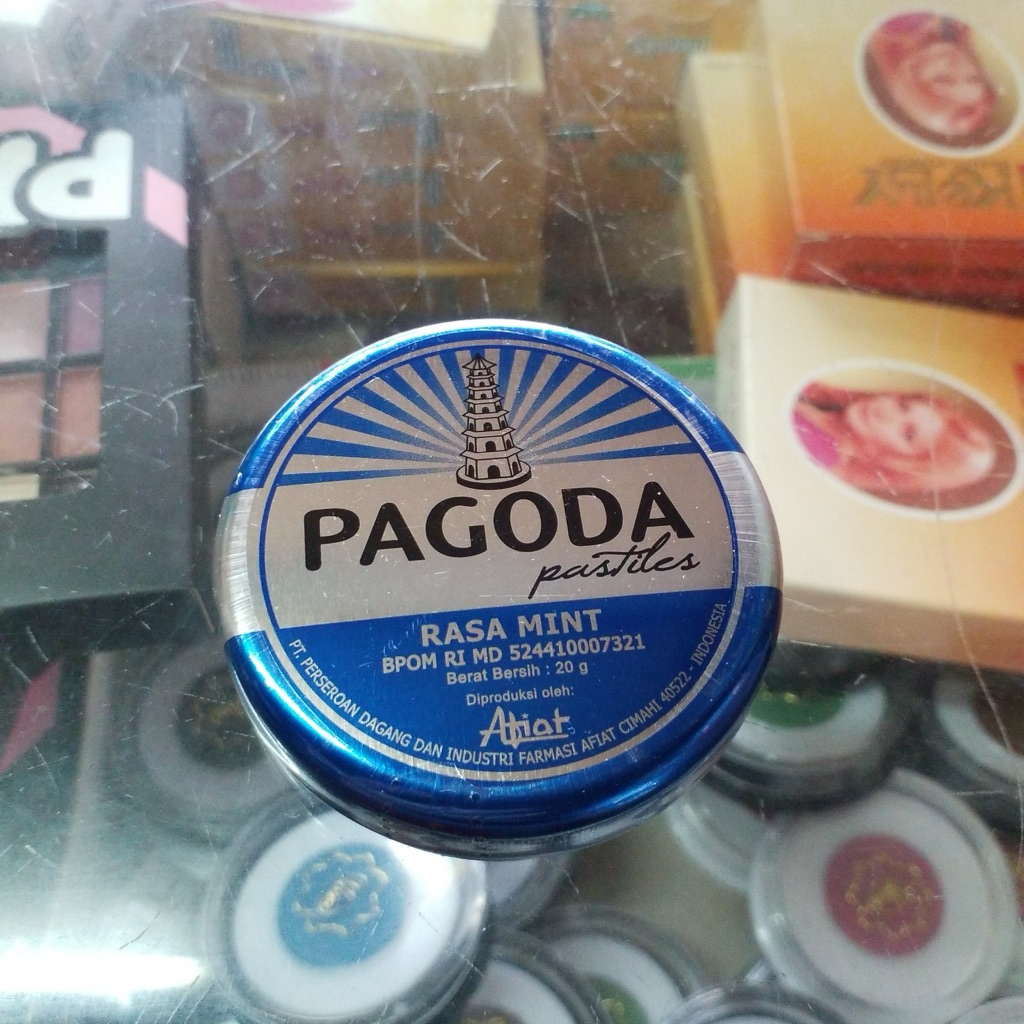 PAGODA
pastiles
RASA MINT
BPOM RI MD 524410007321
Berat Bersih : 20 g
Diproduksi oleh:
Afiat
PT. PERSEROAN DAGANG DAN INDUSTRI FARMASI AFIAT CIMAHI 40522 - INDONESIA